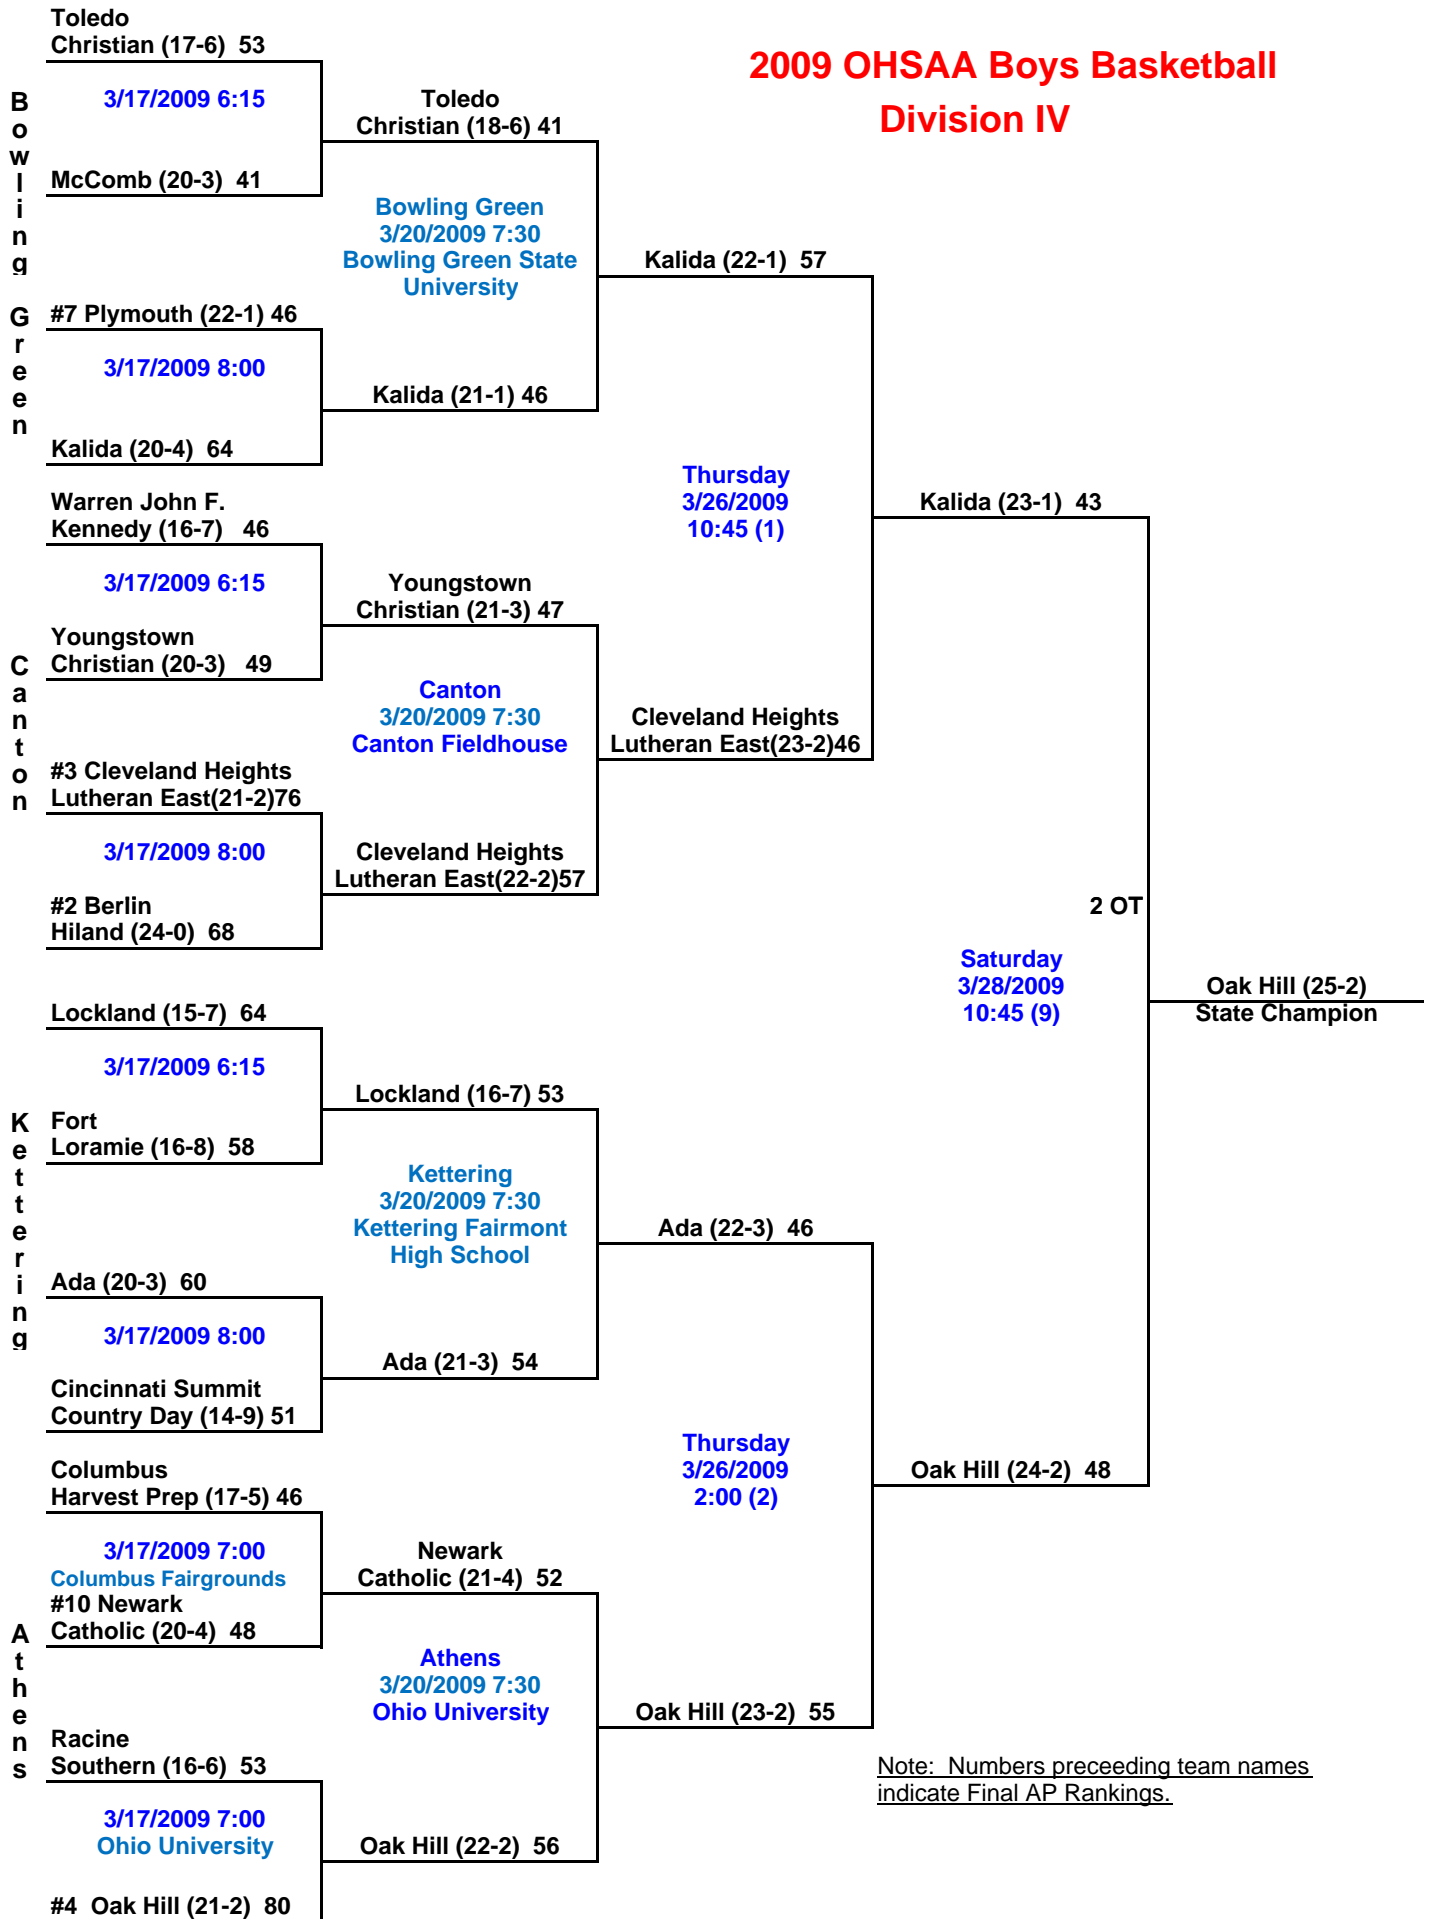 2009 OHSAA Boys Basketball
Division IV
Bowling Green
Toledo
Christian (17-6) 53
3/17/2009 6:15
McComb (20-3) 41
#7 Plymouth (22-1) 46
3/17/2009 8:00
Kalida (20-4) 64
Toledo
Christian (18-6) 41
Bowling Green
3/20/2009 7:30
Bowling Green State
University
Kalida (21-1) 46
Canton
Warren John F.
Kennedy (16-7) 46
3/17/2009 6:15
Youngstown
Christian (20-3) 49
#3 Cleveland Heights
Lutheran East(21-2)76
3/17/2009 8:00
#2 Berlin
Hiland (24-0) 68
Youngstown
Christian (21-3) 47
Canton
3/20/2009 7:30
Canton Fieldhouse
Cleveland Heights
Lutheran East(22-2)57
Kalida (22-1) 57
Thursday
3/26/2009
10:45 (1)
Cleveland Heights
Lutheran East(23-2)46
Kettering
Lockland (15-7) 64
3/17/2009 6:15
Fort
Loramie (16-8) 58
Ada (20-3) 60
3/17/2009 8:00
Cincinnati Summit
Country Day (14-9) 51
Lockland (16-7) 53
Kettering
3/20/2009 7:30
Kettering Fairmont
High School
Ada (21-3) 54
Athens
Columbus
Harvest Prep (17-5) 46
3/17/2009 7:00
Columbus Fairgrounds
#10 Newark
Catholic (20-4) 48
Racine
Southern (16-6) 53
3/17/2009 7:00
Ohio University
#4 Oak Hill (21-2) 80
Newark
Catholic (21-4) 52
Athens
3/20/2009 7:30
Ohio University
Oak Hill (22-2) 56
Ada (22-3) 46
Thursday
3/26/2009
2:00 (2)
Oak Hill (23-2) 55
Kalida (23-1) 43
2 OT
Saturday
3/28/2009
10:45 (9)
Oak Hill (24-2) 48
Oak Hill (25-2)
State Champion
Note: Numbers preceeding team names
indicate Final AP Rankings.